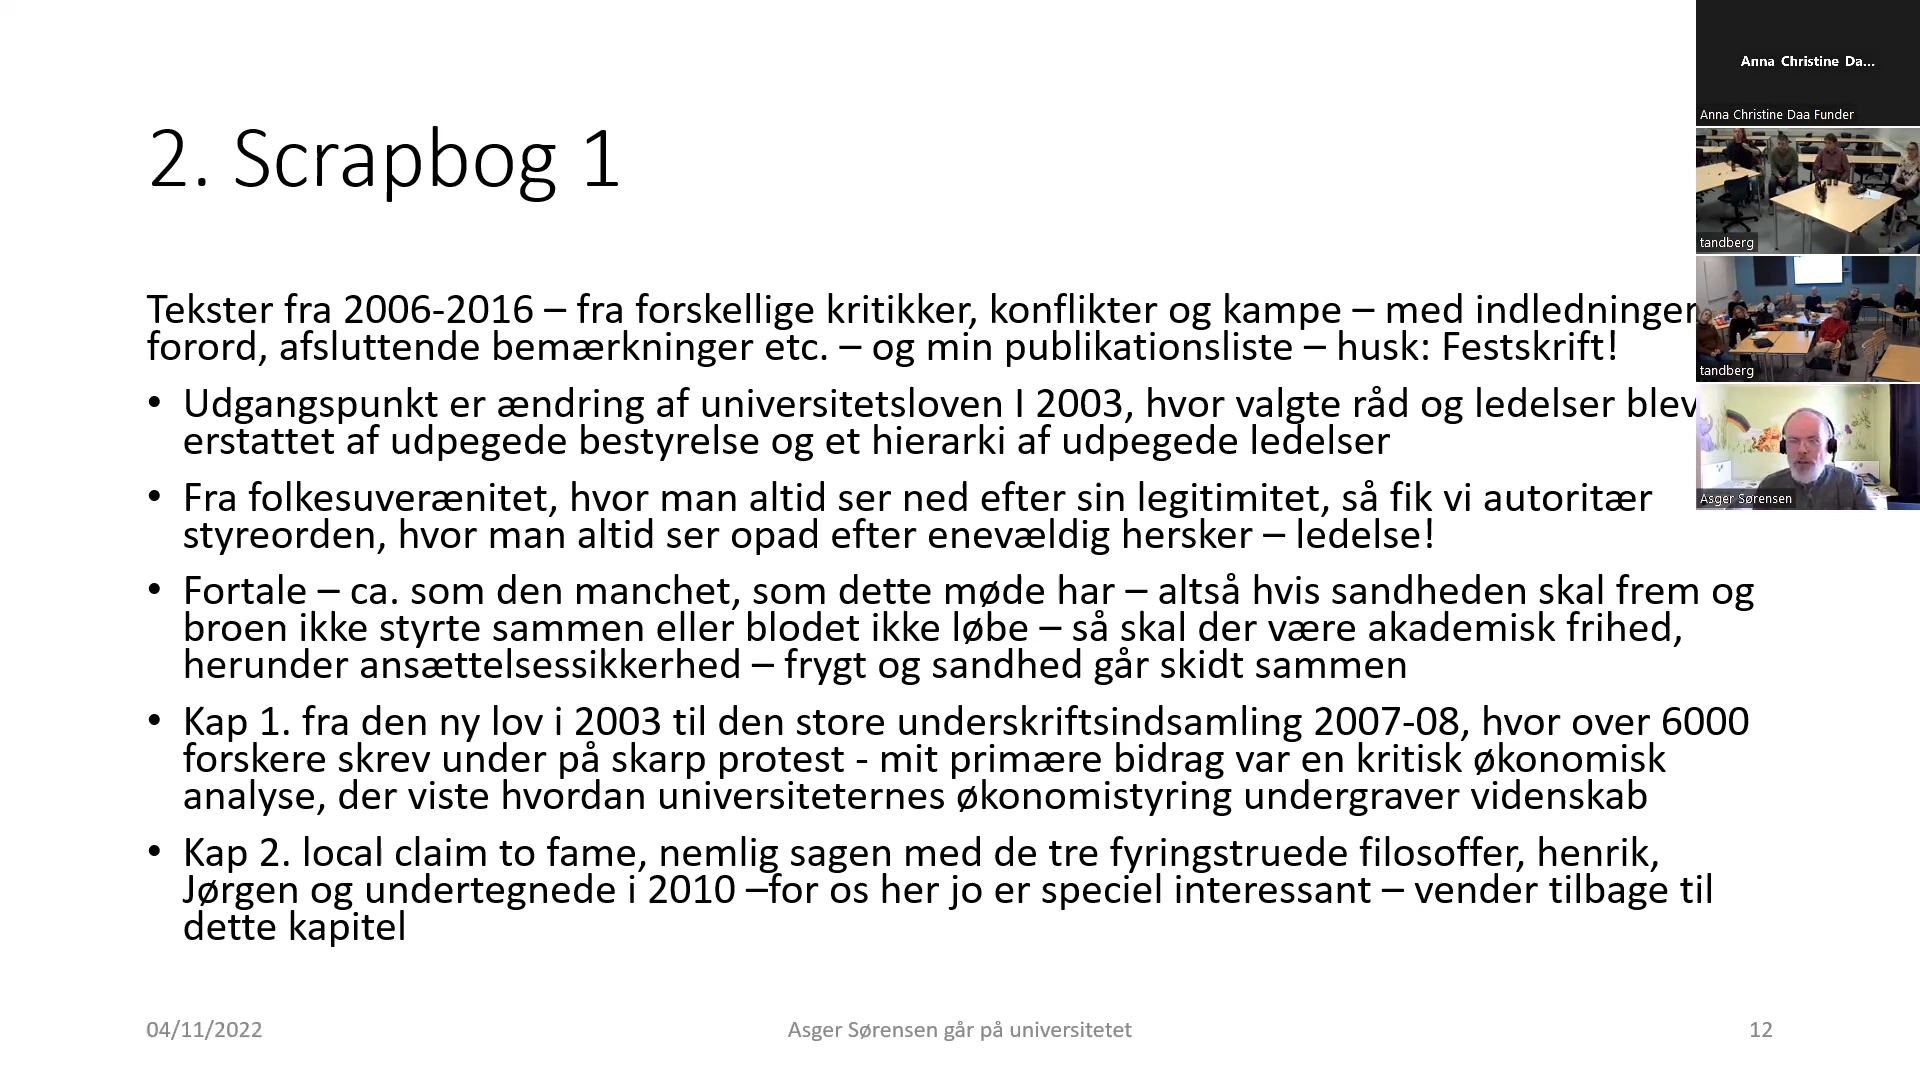 2. Scrapbog 1
Tekster fra 2006-2016 – fra forskellige kritikker, konflikter og kampe – med indledninger
forord, afsluttende bemærkninger etc. – og min publikationsliste – husk: Festskrift!
• Udgangspunkt er ændring af universitetsloven I 2003, hvor valgte råd og ledelser blev
erstattet af udpegede bestyrelse og et hierarki af udpegede ledelser
• Fra folkesuverænitet, hvor man altid ser ned efter sin legitimitet, så fik vi autoritær
styreorden, hvor man altid ser opad efter enevældig hersker – ledelse!
• Fortale – ca. som den manchet, som dette møde har – altså hvis sandheden skal frem og
broen ikke styrte sammen eller blodet ikke løbe – så skal der være akademisk frihed,
herunder ansættelsessikkerhed – frygt og sandhed går skidt sammen
• Kap 1. fra den ny lov i 2003 til den store underskriftsindsamling 2007-08, hvor over 6000
forskere skrev under på skarp protest - mit primære bidrag var en kritisk økonomisk
analyse, der viste hvordan universiteternes økonomistyring undergraver videnskab
• Kap 2. local claim to fame, nemlig sagen med de tre fyringstruede filosoffer, henrik,
Jørgen og undertegnede i 2010 –for os her jo er speciel interessant – vender tilbage til
dette kapitel
04/11/2022
Asger Sørensen går på universitetet
12
Anna Christine Da...
Anna Christine Daa Funder
tandberg
tandberg
Asger Sørensen